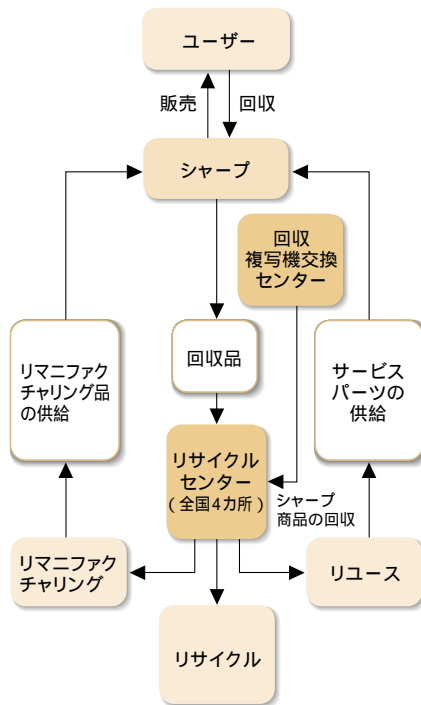 ユーザー
販売
回収
シャープ
回収
複写機交換
センター
リマニファク
チャリング品
の供給
回収品
サービス
パーツの
供給
リサイクル
センター
(全国4カ所)
シャープ
商品の回収
リマニファク
チャリング
リユース
リサイクル